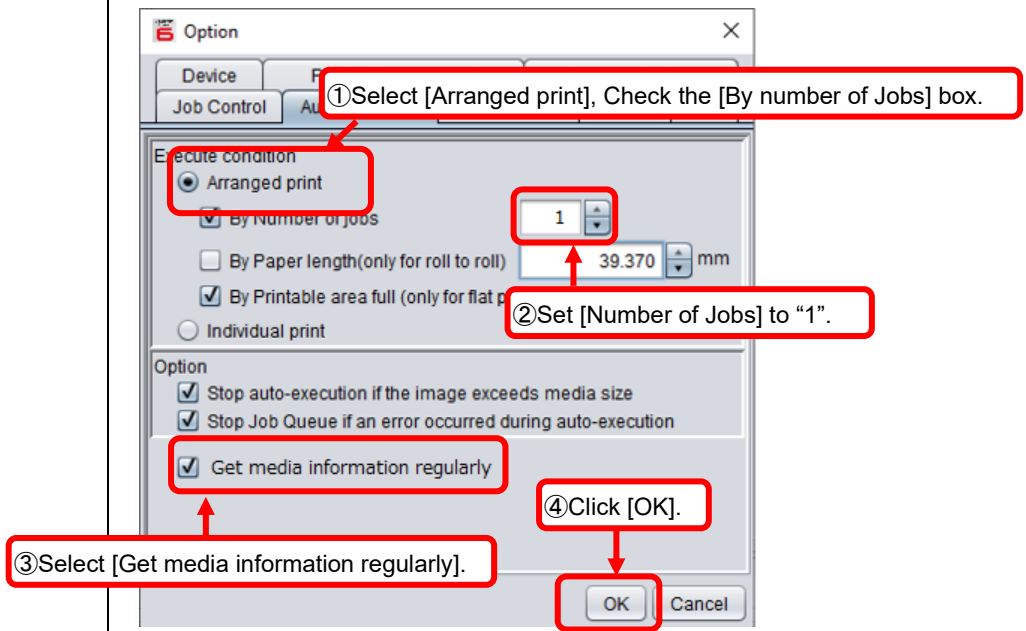 Option
Device
①Select [Arranged print], Check the [By number of Jobs] box.
Job Control
Execute condition
Arranged print
By Number of jobs 1
By Paper length(only for roll to roll) 39.370 mm
By Printable area full (only for flat
②Set [Number of Jobs] to “1”.
Individual print
Option
Stop auto-execution if the image exceeds media size
Stop Job Queue if an error occurred during auto-execution
Get media information regularly
④Click [OK].
③Select [Get media information regularly].
OK Cancel